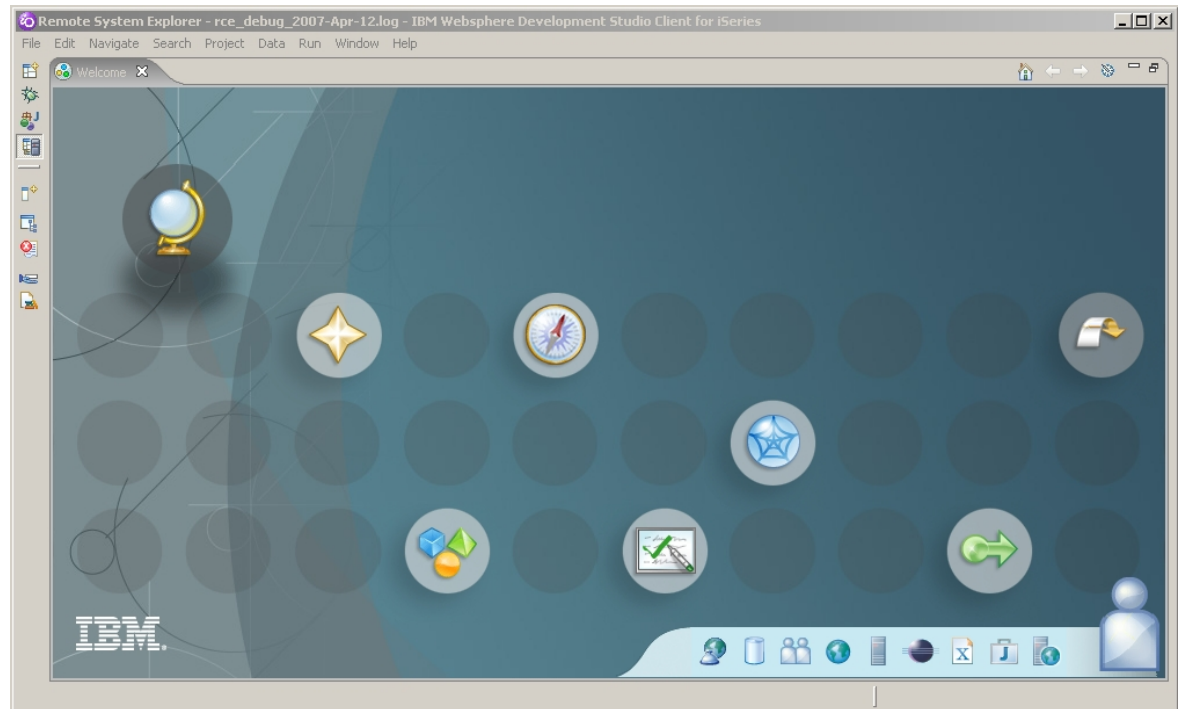 Remote System Explorer - rce_debug_2007-Apr-12.log - IBM Websphere Development Studio Client for iSeries
File Edit Navigate Search Project Data Run Window Help
Welcome
IBM.
X J